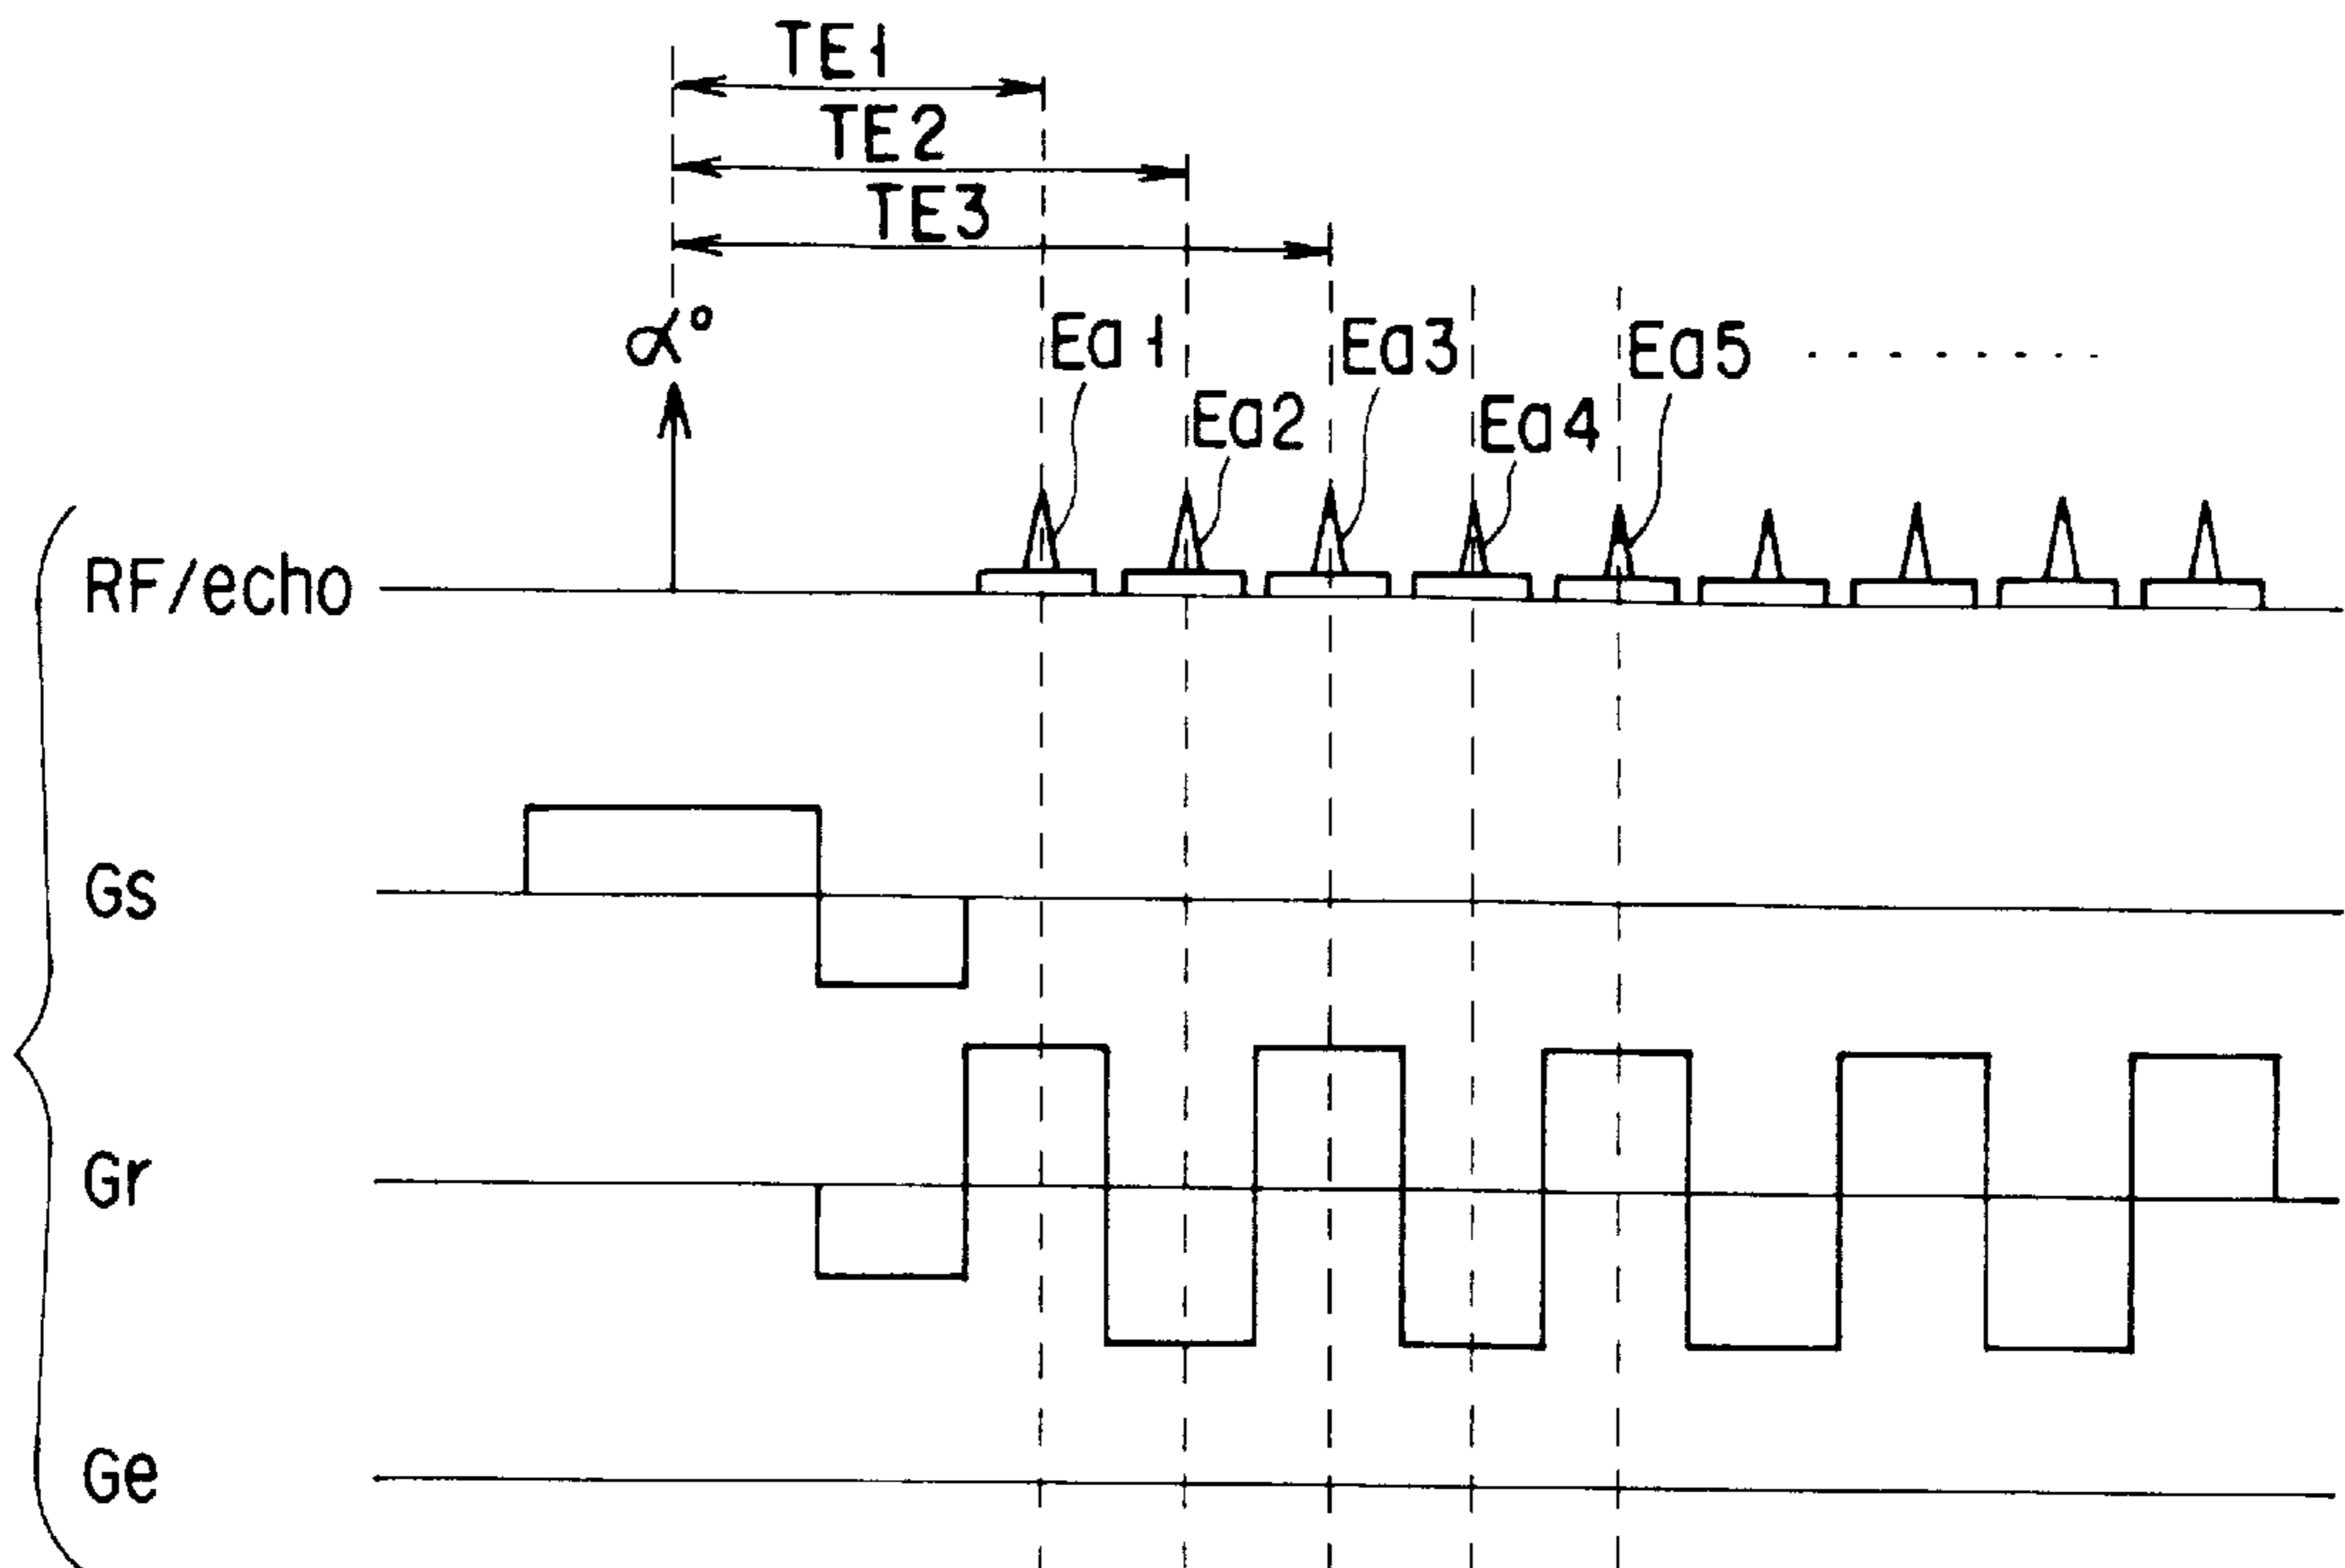 TE1
TE2
TE3
α°
Ea1
Ea3
Ea5 .........
Ea2
Ea4
RF/echo
Gs
Gr
Ge